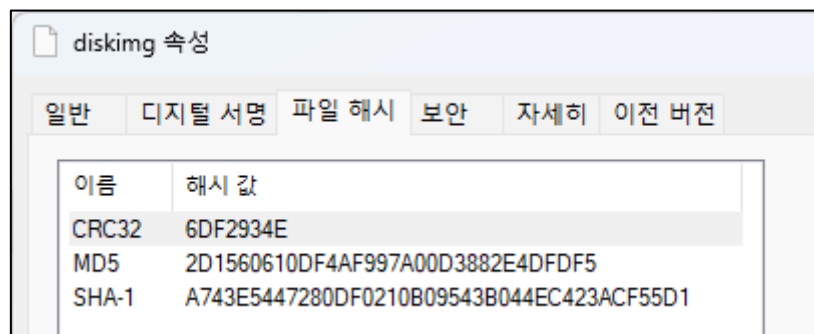 diskimg 속성
일반 디지털 서명 파일 해시 보안 자세히 이전 버전
이름 해시 값
CRC32 6DF2934E
MD5 2D1560610DF4AF997A00D3882E4DFDF5
SHA-1 A743E5447280DF0210B09543B044EC423ACF55D1